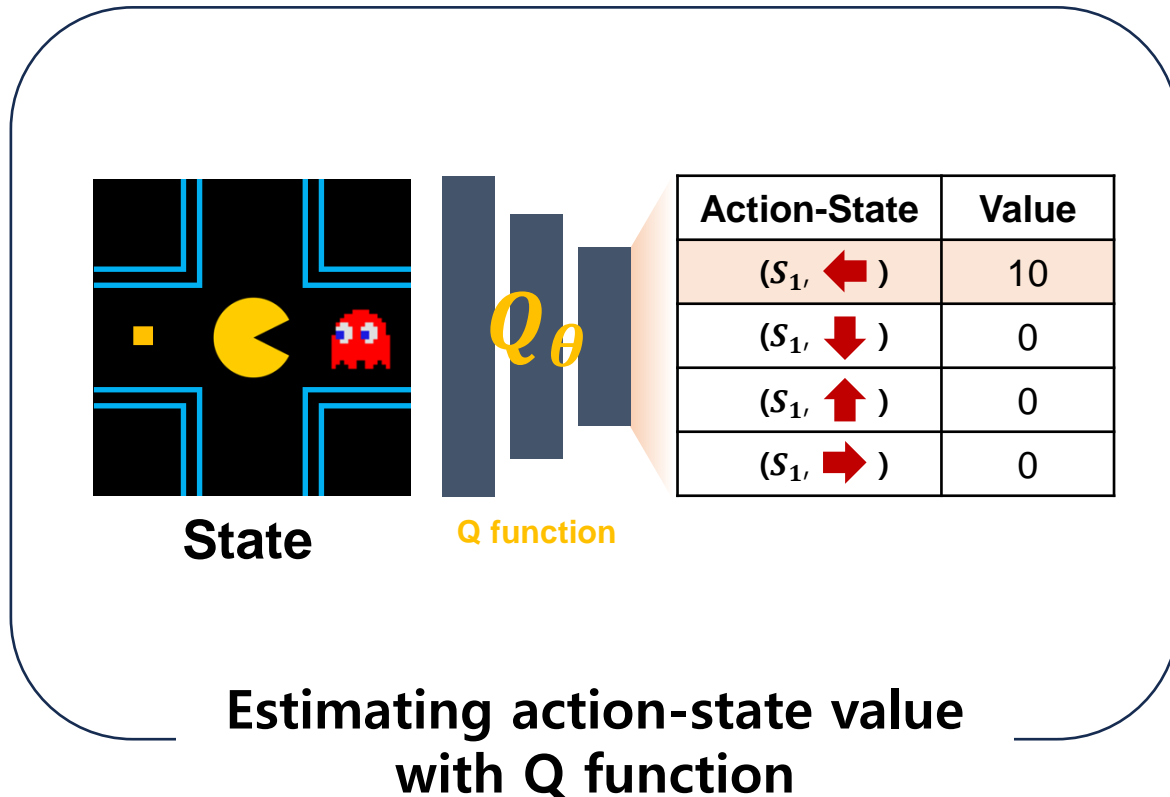 Action-State Value
(S₁, ⬅ ) 10
(S₁, ⬇ ) 0
(S₁, ⬆ ) 0
(S₁, ➡ ) 0
Q_θ
State
Q function
Estimating action-state value
with Q function